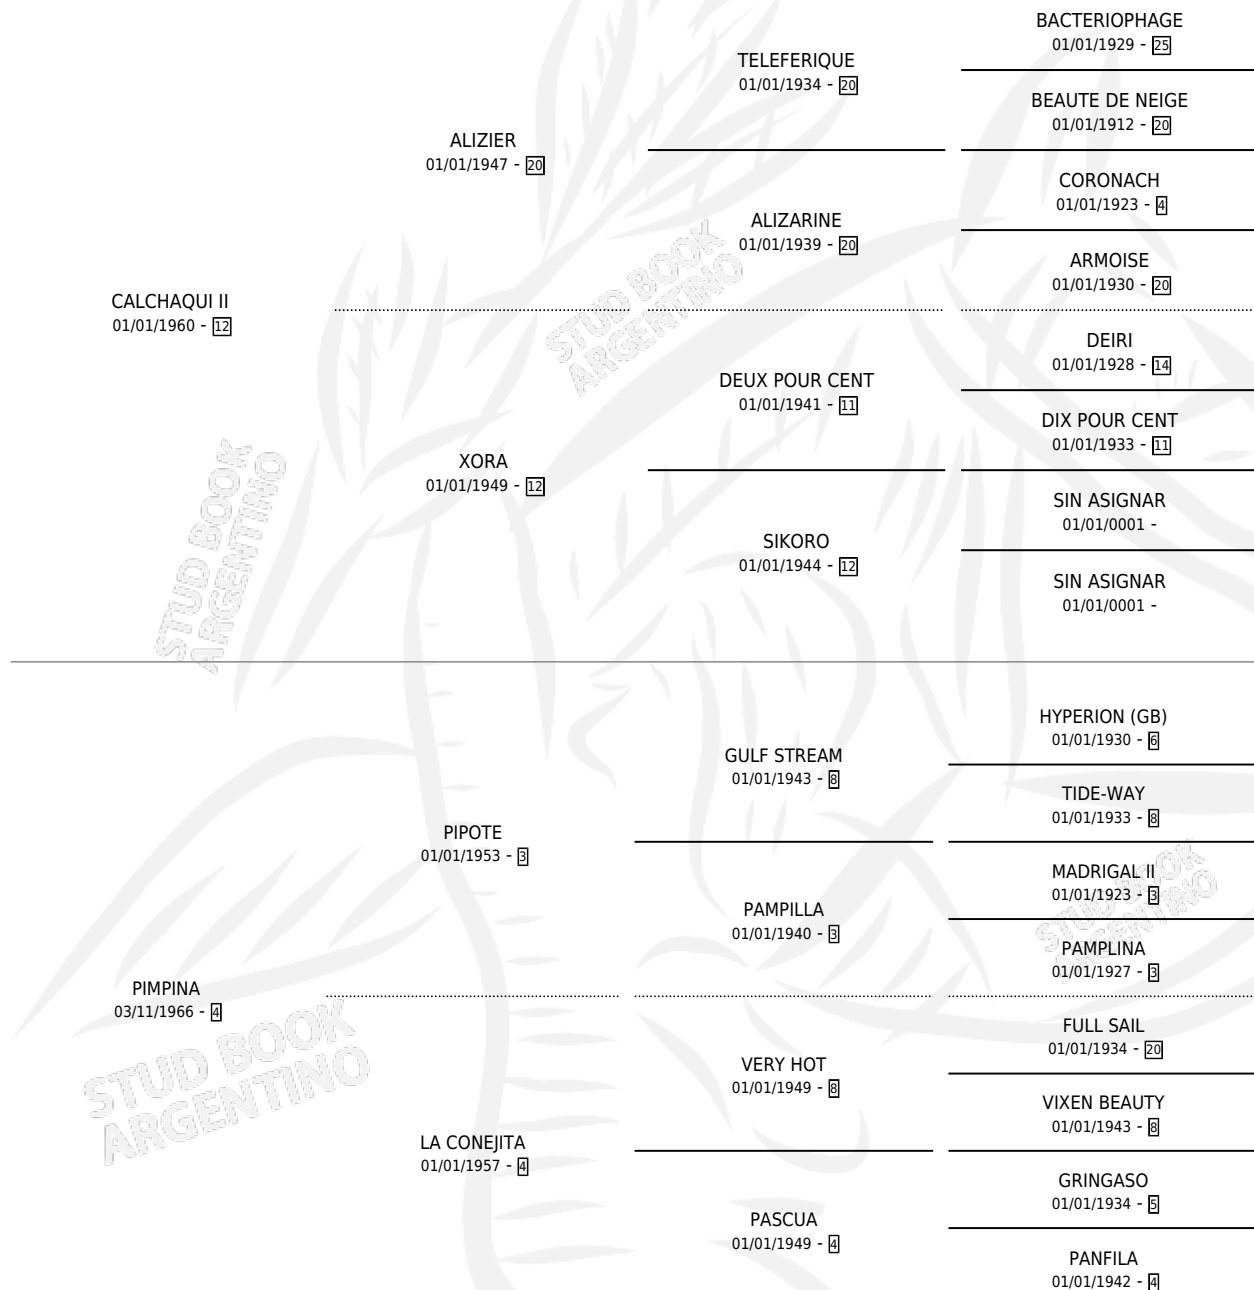 BACTERIOPHAGE
01/01/1929 - 25
TELEFERIQUE
01/01/1934 - 20
BEAUTE DE NEIGE
01/01/1912 - 20
ALIZIER
01/01/1947 - 20
CORONACH
01/01/1923 - 4
ALIZARINE
01/01/1939 - 20
ARMOISE
01/01/1930 - 20
CALCHAQUI II
01/01/1960 - 12
DEIRI
01/01/1928 - 14
DEUX POUR CENT
01/01/1941 - 11
DIX POUR CENT
01/01/1933 - 11
XORA
01/01/1949 - 12
SIN ASIGNAR
01/01/0001 -
SIKORO
01/01/1944 - 12
SIN ASIGNAR
01/01/0001 -
STUD BOOK
ARGENTINO
STUD BOOK
ARGENTINO
HYPERION (GB)
01/01/1930 - 6
GULF STREAM
01/01/1943 - 8
TIDE-WAY
01/01/1933 - 8
PIPOTE
01/01/1953 - 3
MADRIGAL II
01/01/1923 - 3
PAMPILLA
01/01/1940 - 3
PAMPLINA
01/01/1927 - 3
PIMPINA
03/11/1966 - 4
FULL SAIL
01/01/1934 - 20
VERY HOT
01/01/1949 - 8
VIXEN BEAUTY
01/01/1943 - 8
LA CONEJITA
01/01/1957 - 4
GRINGASO
01/01/1934 - 5
PASCUA
01/01/1949 - 4
PANFILA
01/01/1942 - 4
STUD BOOK
ARGENTINO
STUD BOOK
ARGENTINO